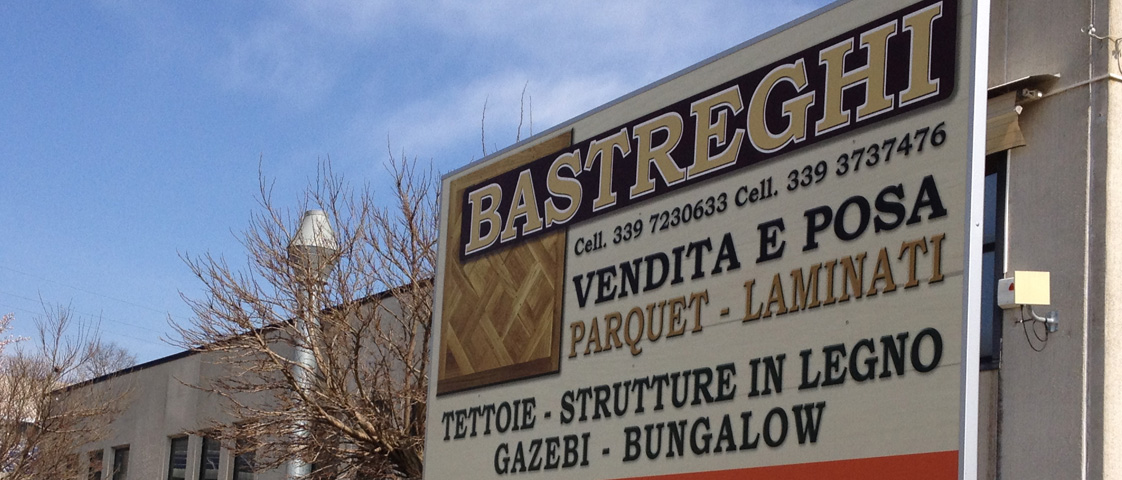 BASTREGHI
Cell. 339 7230633 Cell. 339 3737476
VENDITA E POSA
PARQUET - LAMINATI
TETTOIE - STRUTTURE IN LEGNO
GAZEBI - BUNGALOW